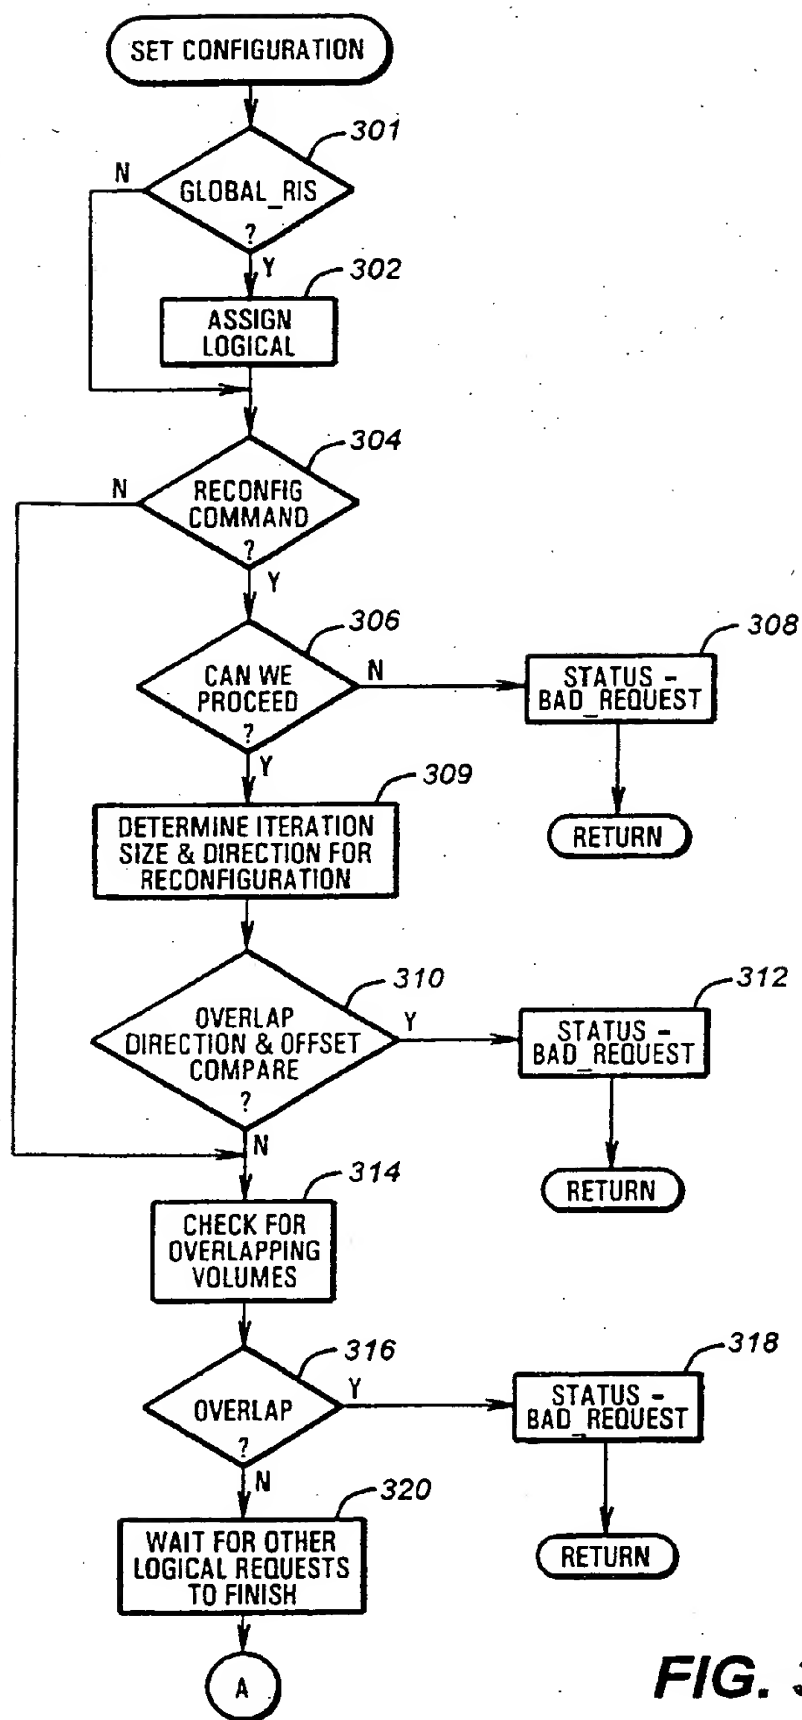 SET CONFIGURATION
301
N
GLOBAL_RIS
?
Y
302
ASSIGN
LOGICAL
304
N
RECONFIG
COMMAND
?
Y
306
308
CAN WE
PROCEED
?
N
STATUS -
BAD_REQUEST
Y
309
RETURN
DETERMINE ITERATION
SIZE & DIRECTION FOR
RECONFIGURATION
310
312
OVERLAP
DIRECTION & OFFSET
COMPARE
?
Y
STATUS -
BAD_REQUEST
N
314
RETURN
CHECK FOR
OVERLAPPING
VOLUMES
316
318
OVERLAP
?
Y
STATUS -
BAD_REQUEST
N
320
WAIT FOR OTHER
LOGICAL REQUESTS
TO FINISH
RETURN
A
FIG.